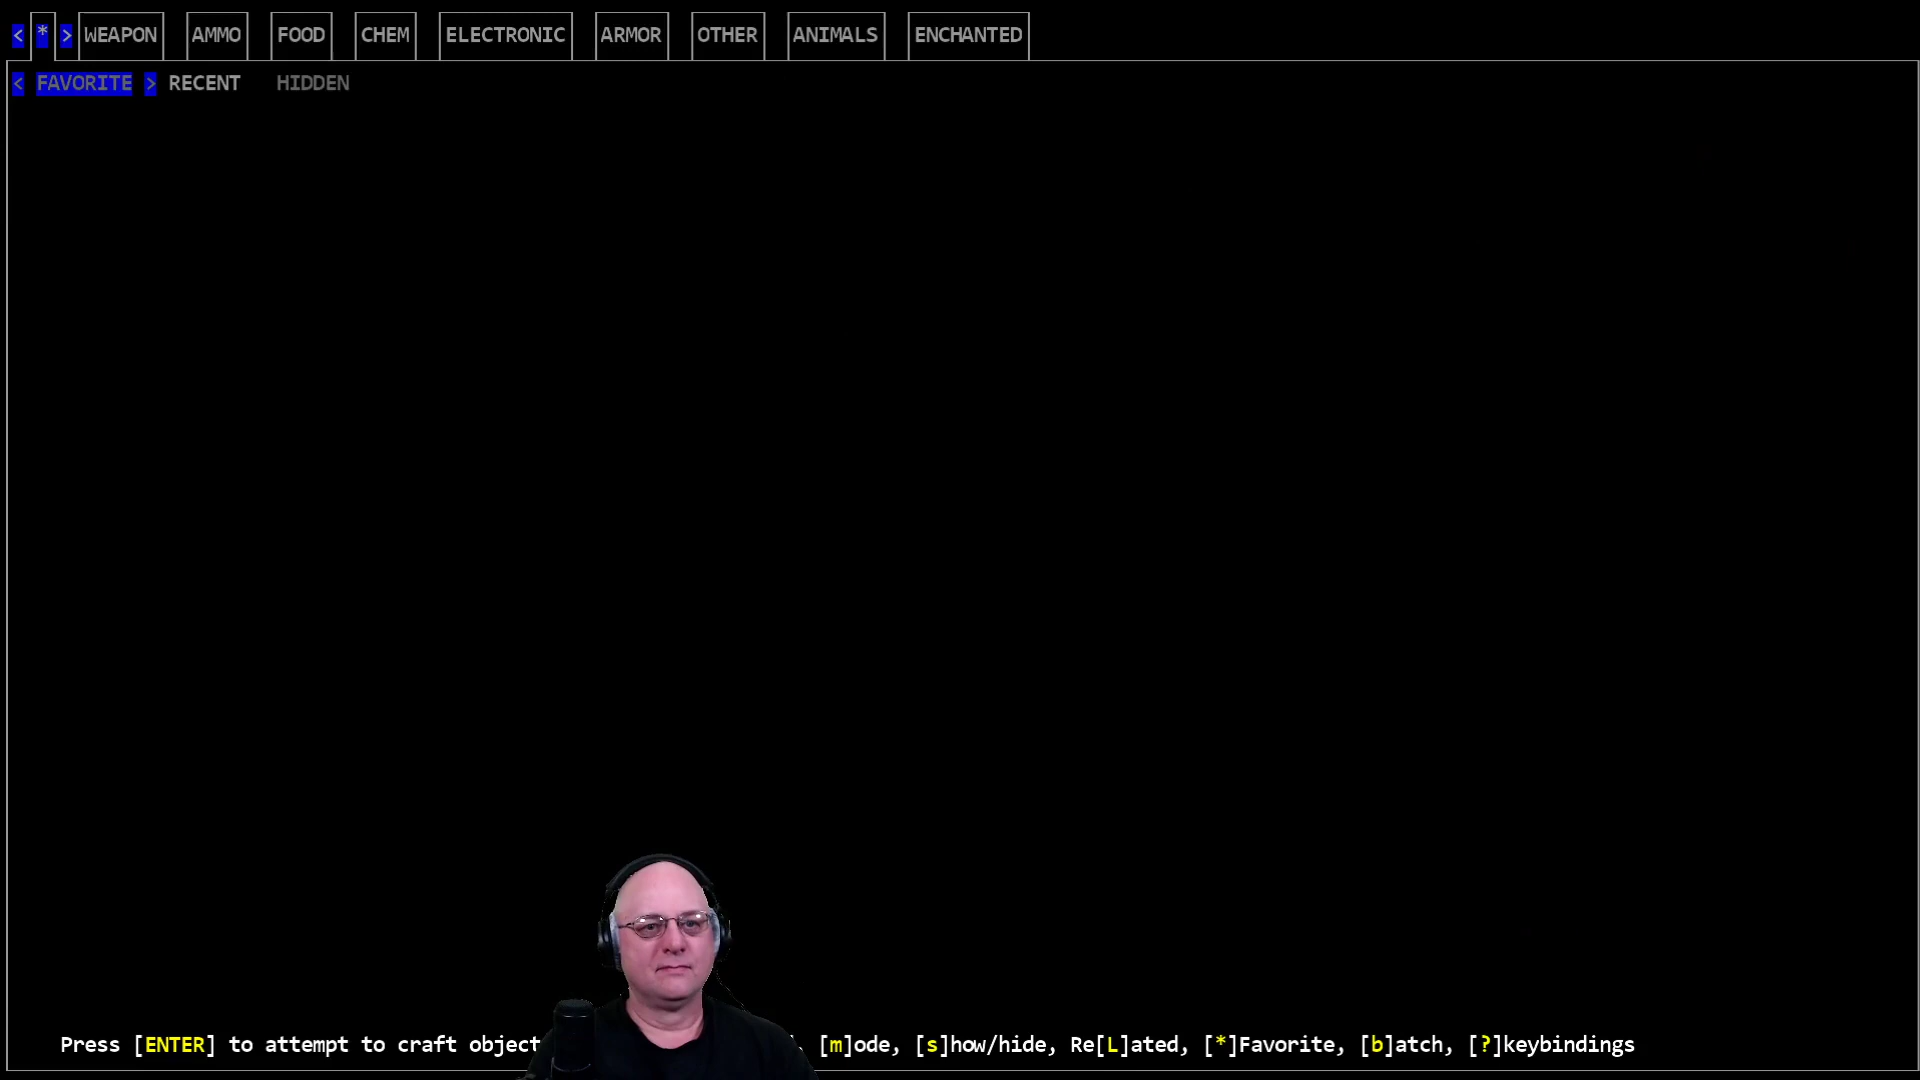 < * > WEAPON AMMO FOOD CHEM ELECTRONIC ARMOR OTHER ANIMALS ENCHANTED
< FAVORITE > RECENT HIDDEN
Press [ENTER] to attempt to craft object , [m]ode, [s]how/hide, Re[L]ated, [*]Favorite, [b]atch, [?]keybindings